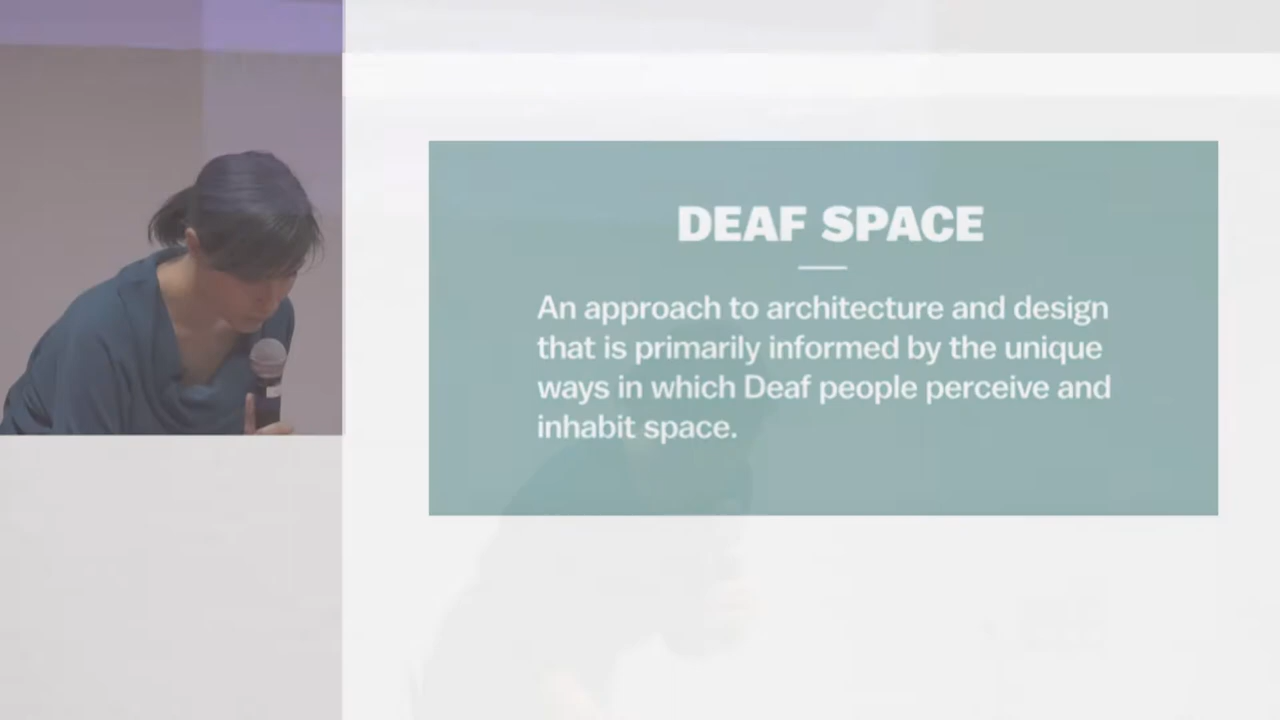 DEAF SPACE
An approach to architecture and design
that is primarily informed by the unique
ways in which Deaf people perceive and
inhabit space.